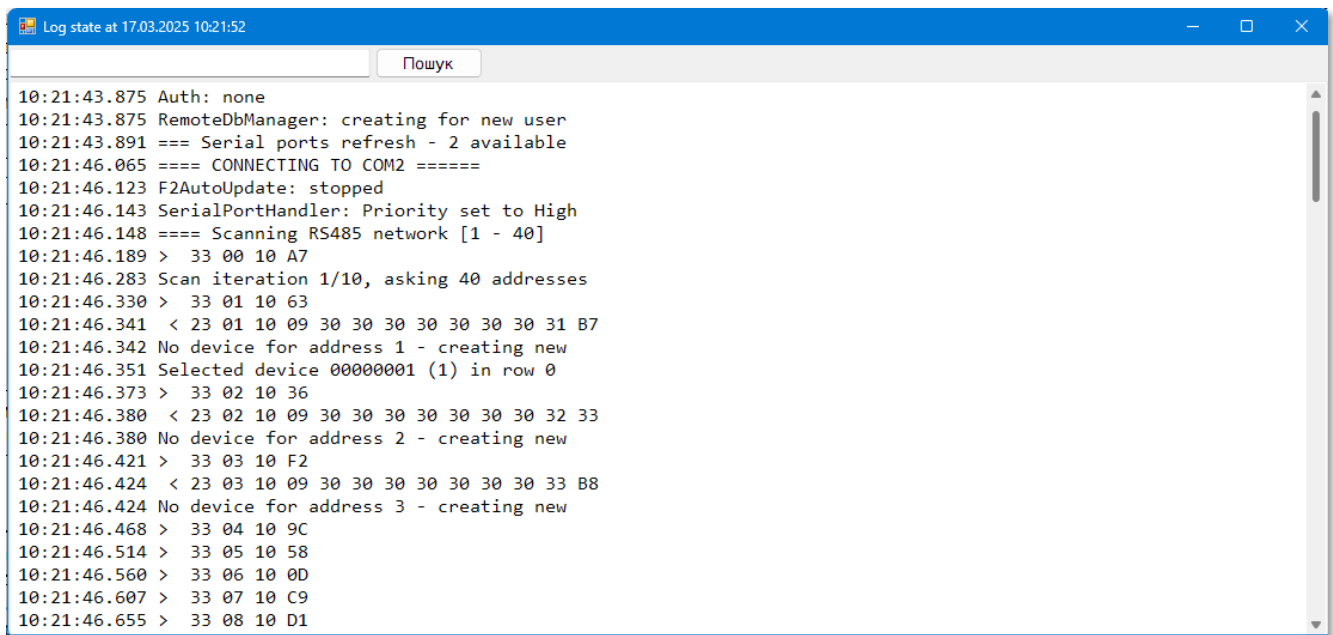 Log state at 17.03.2025 10:21:52
Пошук
10:21:43.875 Auth: none
10:21:43.875 RemoteDbManager: creating for new user
10:21:43.891 === Serial ports refresh - 2 available
10:21:46.065 ==== CONNECTING TO COM2 ======
10:21:46.123 F2AutoUpdate: stopped
10:21:46.143 SerialPortHandler: Priority set to High
10:21:46.148 ==== Scanning RS485 network [1 - 40]
10:21:46.189 >  33 00 10 A7
10:21:46.283 Scan iteration 1/10, asking 40 addresses
10:21:46.330 >  33 01 10 63
10:21:46.341  < 23 01 10 09 30 30 30 30 30 30 30 31 B7
10:21:46.342 No device for address 1 - creating new
10:21:46.351 Selected device 00000001 (1) in row 0
10:21:46.373 >  33 02 10 36
10:21:46.380  < 23 02 10 09 30 30 30 30 30 30 30 32 33
10:21:46.380 No device for address 2 - creating new
10:21:46.421 >  33 03 10 F2
10:21:46.424  < 23 03 10 09 30 30 30 30 30 30 30 33 B8
10:21:46.424 No device for address 3 - creating new
10:21:46.468 >  33 04 10 9C
10:21:46.514 >  33 05 10 58
10:21:46.560 >  33 06 10 0D
10:21:46.607 >  33 07 10 C9
10:21:46.655 >  33 08 10 D1